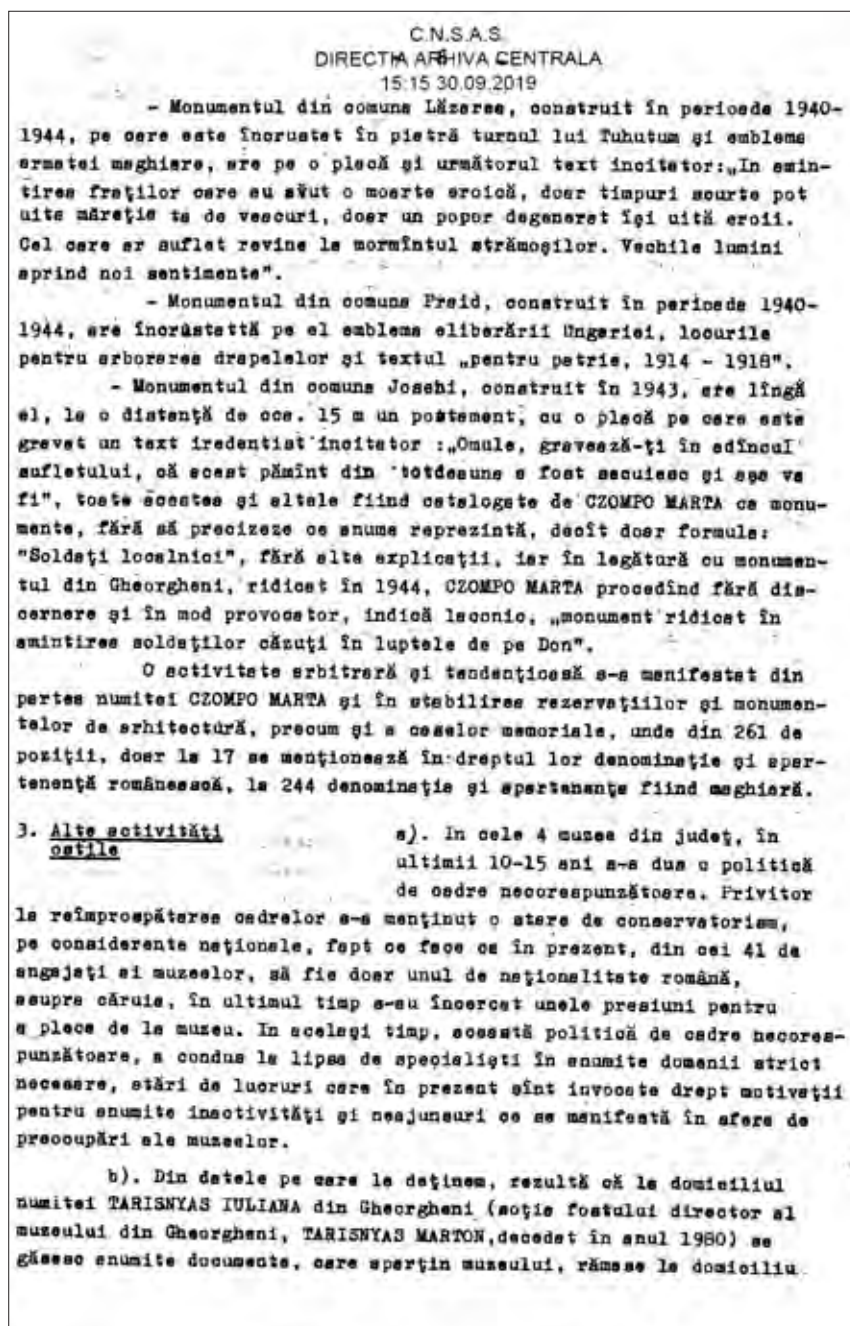 C.N.S.A.S.
DIRECTIA ARHIVA CENTRALA
15:15 30.09.2019
- Monumentul din comuna Lăzarea, construit în perioada 1940-
1944, pe care este încrustat în piatră turnul lui Tuhutum şi emblema
armatei maghiare, are pe o placă şi următorul text incitator:„In amin-
tirea fraţilor care au avut o moarte eroică, doar timpuri scurte pot
uita măreţia ta de veacuri, doar un popor degenerat îşi uită eroii.
Cel care ar suflet revine la mormîntul strămoşilor. Vechile lumini
aprind noi sentimente".
- Monumentul din comuna Praid, construit în perioada 1940-
1944, are încrustată pe el emblema eliberării Ungariei, locurile
pentru arborarea drapelelor şi textul „pentru patrie, 1914 - 1918".
- Monumentul din comuna Joseni, construit în 1943, are lîngă
el, la o distanţă de cca. 15 m un postament, cu o placă pe care este
gravat un text iredentist incitator :„Omule, gravează-ţi în adîncul
sufletului, că acest pămînt din totdeauna a fost secuiesc şi aşa va
fi", toate acestea şi altele fiind catalogate de CZOMPO MARTA ca monu-
mente, fără să precizeze ce anume reprezintă, decît doar formula:
"Soldaţi localnici", fără alte explicaţii, iar în legătură cu monumen-
tul din Gheorgheni, ridicat în 1944, CZOMPO MARTA procedînd fără dis-
cernere şi în mod provocator, indică laconic, „monument ridicat în
amintirea soldaţilor căzuţi în luptele de pe Don".
O activitate arbitrară şi tendenţioasă s-a manifestat din
partea numitei CZOMPO MARTA şi în stabilirea rezervaţiilor şi monumen-
telor de arhitectură, precum şi a caselor memoriale, unde din 261 de
poziţii, doar la 17 se menţionează în dreptul lor denominaţie şi apar-
tenenţă românească, la 244 denominaţie şi apartenenţa fiind maghiară.
3. Alte activităţi
ostile
a). In cele 4 muzee din judeţ, în
ultimii 10-15 ani s-a dus o politică
de cadre necorespunzătoare. Privitor
la reîmprospătarea cadrelor s-a menţinut o stare de conservatorism,
pe considerente naţionale, fapt ce face ca în prezent, din cei 41 de
angajaţi ai muzeelor, să fie doar unul de naţionalitate română,
asupra căruia, în ultimul timp s-au încercat unele presiuni pentru
a pleca de la muzeu. In acelaşi timp, această politică de cadre necores-
punzătoare, a condus la lipsa de specialişti în anumite domenii strict
necesare, stări de lucruri care în prezent sînt invocate drept motivaţii
pentru anumite inactivităţi şi neajunsuri ce se manifestă în sfera de
preocupări ale muzeelor.
b). Din datele pe care le deţinem, rezultă că la domiciliul
numitei TARISNYAS IULIANA din Gheorgheni (soţia fostului director al
muzeului din Gheorgheni, TARISNYAS MARTON,decedat în anul 1980) se
găsesc anumite documente, care aparţin muzeului, rămase la domiciliu